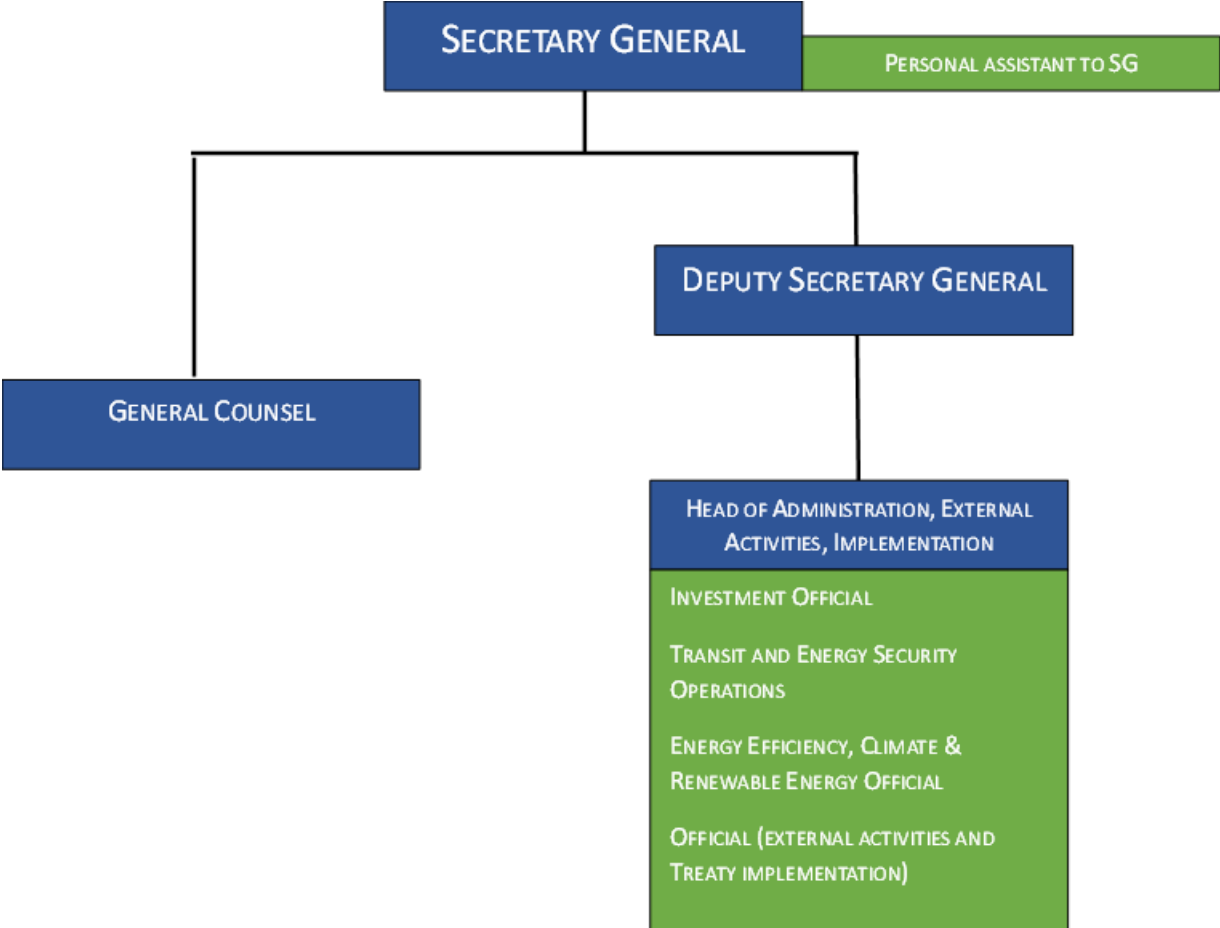 SECRETARY GENERAL
PERSONAL ASSISTANT TO SG
DEPUTY SECRETARY GENERAL
GENERAL COUNSEL
HEAD OF ADMINISTRATION, EXTERNAL
ACTIVITIES, IMPLEMENTATION
INVESTMENT OFFICIAL
TRANSIT AND ENERGY SECURITY
OPERATIONS
ENERGY EFFICIENCY, CLIMATE &
RENEWABLE ENERGY OFFICIAL
OFFICIAL (EXTERNAL ACTIVITIES AND
TREATY IMPLEMENTATION)